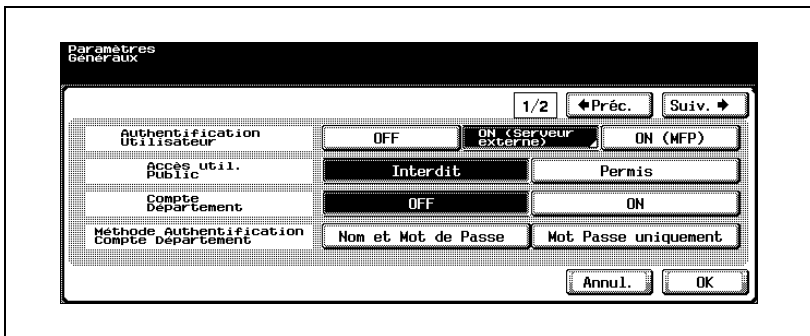 Paramètres
Généraux
1/2 ←Préc. Suiv.→
Authentification
Utilisateur
OFF ON (Serveur
externe) ON (MFP)
Accès util.
Public
Interdit Permis
Compte
Département
OFF ON
Méthode Authentification
Compte Département
Nom et Mot de Passe Mot Passe uniquement
Annul. OK